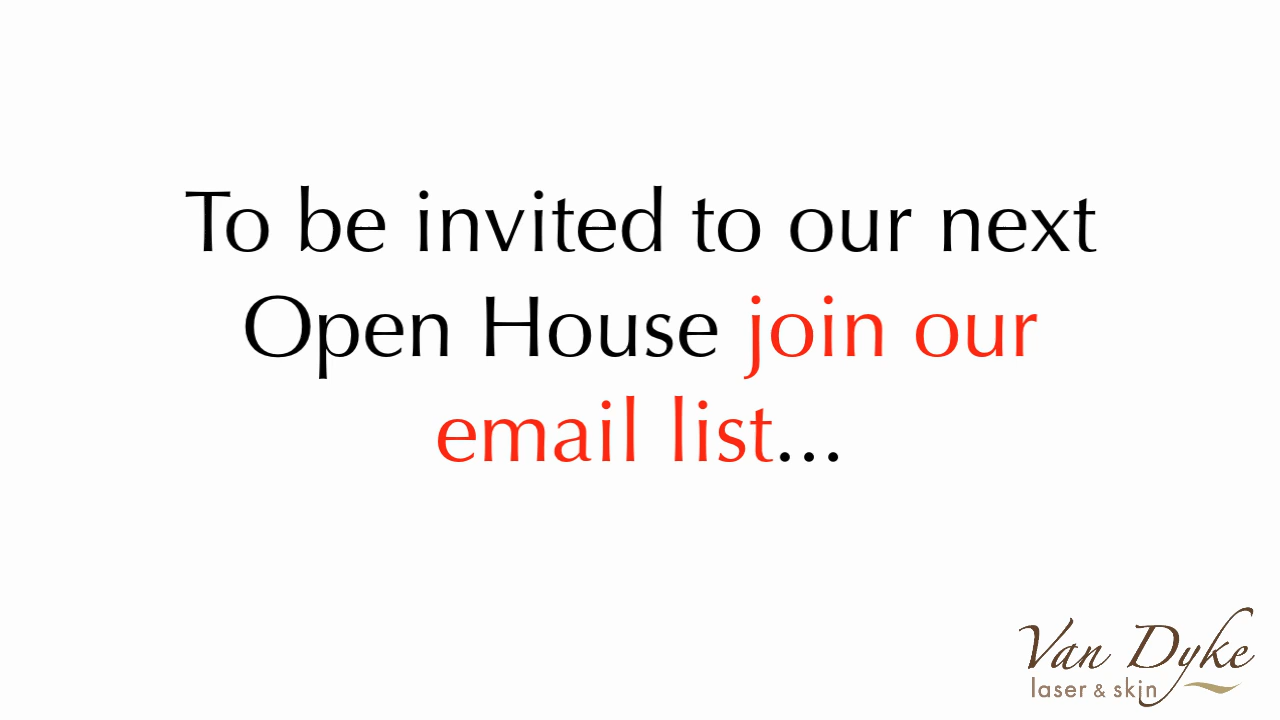 To be invited to our next
Open House join our
email list...
Van Dyke
laser & skin